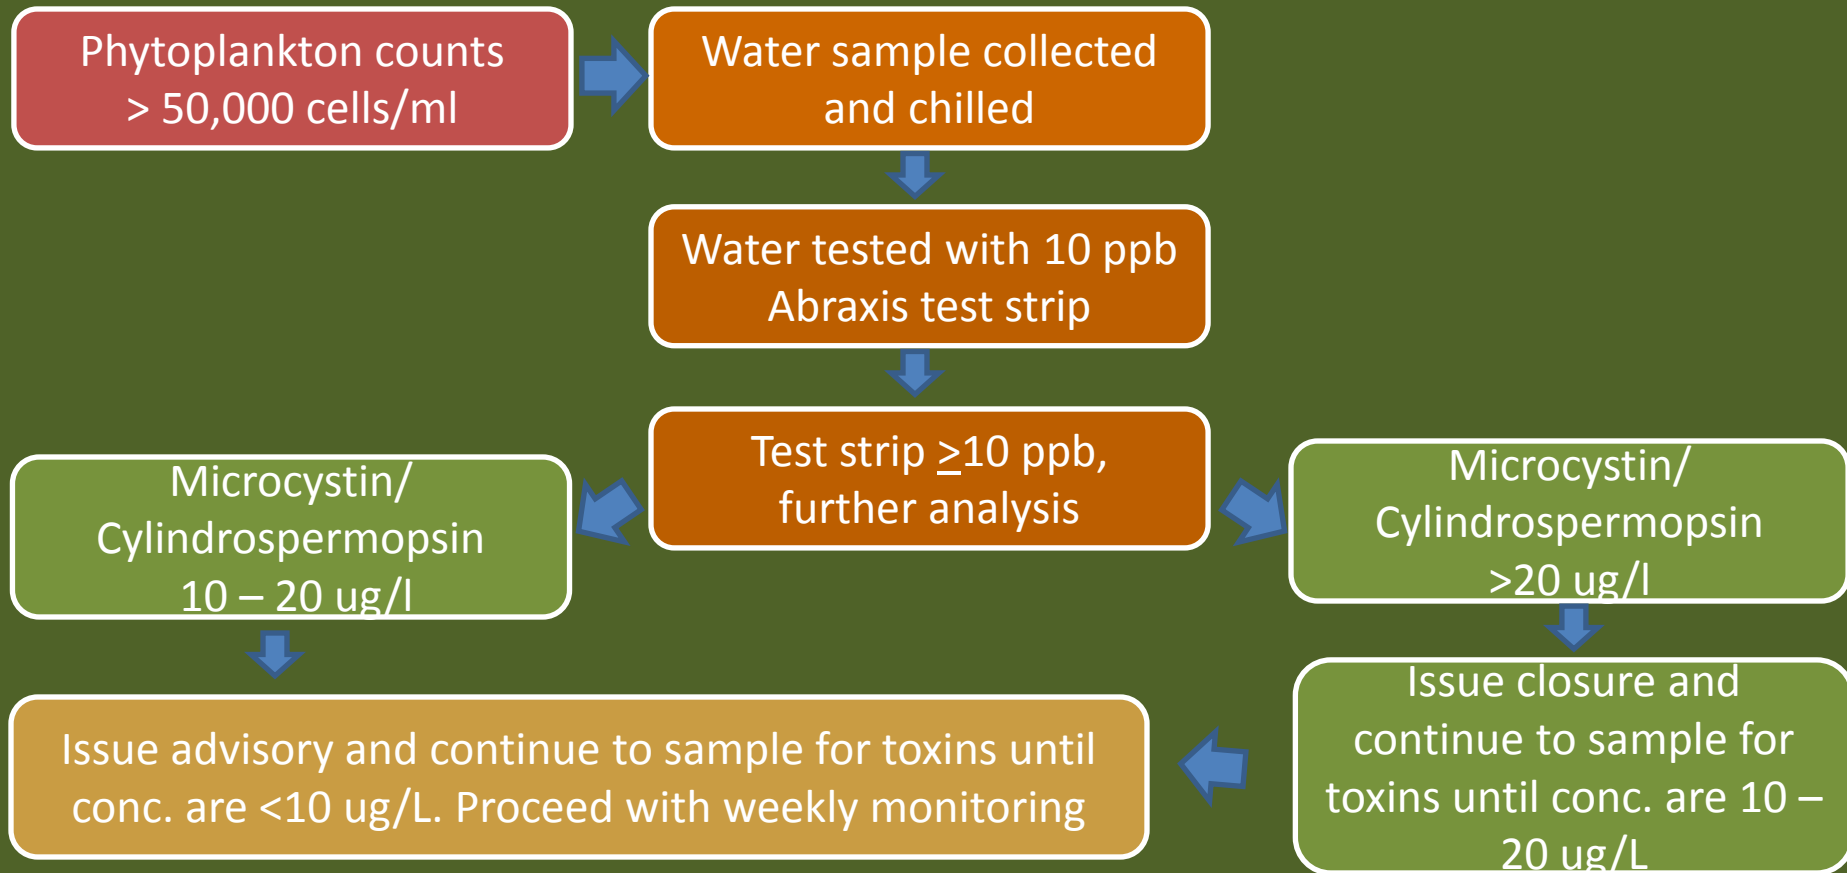 Phytoplankton counts
> 50,000 cells/ml
Water sample collected
and chilled
Water tested with 10 ppb
Abraxis test strip
Test strip ≥10 ppb,
further analysis
Microcystin/
Cylindrospermopsin
10 – 20 ug/l
Microcystin/
Cylindrospermopsin
>20 ug/l
Issue closure and
continue to sample for
toxins until conc. are 10 –
20 ug/L
Issue advisory and continue to sample for toxins until
conc. are <10 ug/L. Proceed with weekly monitoring